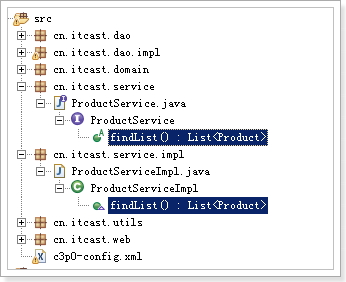 src
cn.itcast.dao
cn.itcast.dao.impl
cn.itcast.domain
cn.itcast.service
ProductService.java
ProductService
findList() : List<Product>
cn.itcast.service.impl
ProductServiceImpl.java
ProductServiceImpl
findList() : List<Product>
cn.itcast.utils
cn.itcast.web
c3p0-config.xml